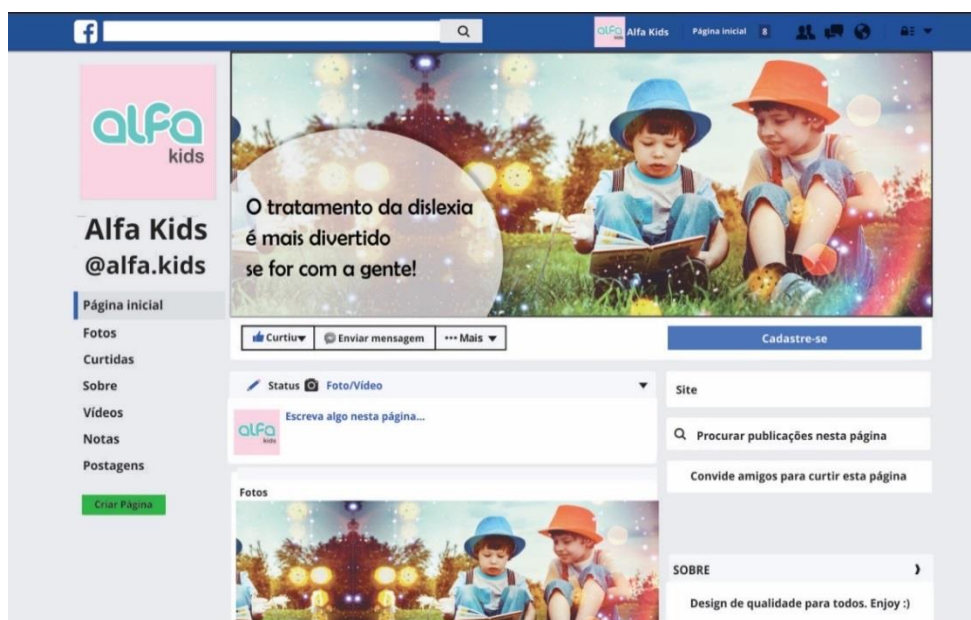 f
alfa kids Alfa Kids Página inicial 8
alfa
kids
Alfa Kids
@alfa.kids
Página inicial
Fotos
Curtidas
Sobre
Vídeos
Notas
Postagens
Criar Página
O tratamento da dislexia
é mais divertido
se for com a gente!
Curtiu Enviar mensagem ••• Mais
Cadastre-se
Status Foto/Vídeo
alfa
kids
Escreva algo nesta página...
Fotos
Site
Procurar publicações nesta página
Convide amigos para curtir esta página
SOBRE
Design de qualidade para todos. Enjoy :)